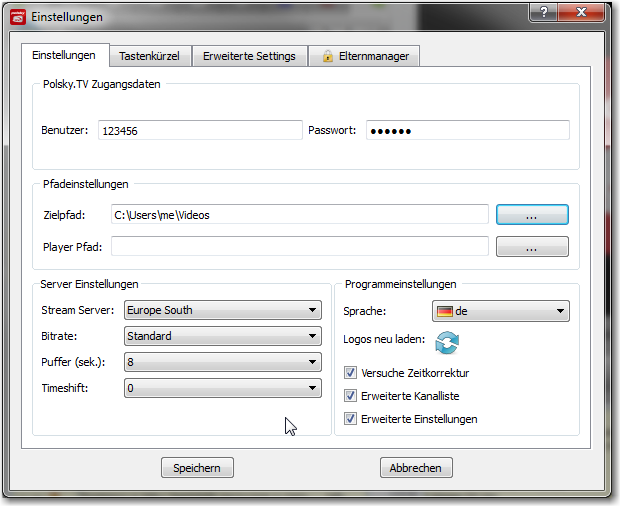 Einstellungen
Einstellungen Tastenkürzel Erweiterte Settings Elternmanager
Polsky.TV Zugangsdaten
Benutzer: 123456 Passwort: ●●●●●●
Pfadeinstellungen
Zielpfad: C:\Users\me\Videos ...
Player Pfad: ...
Server Einstellungen
Stream Server: Europe South
Bitrate: Standard
Puffer (sek.): 8
Timeshift: 0
Programmeinstellungen
Sprache: de
Logos neu laden:
Versuche Zeitkorrektur
Erweiterte Kanalliste
Erweiterte Einstellungen
Speichern Abbrechen